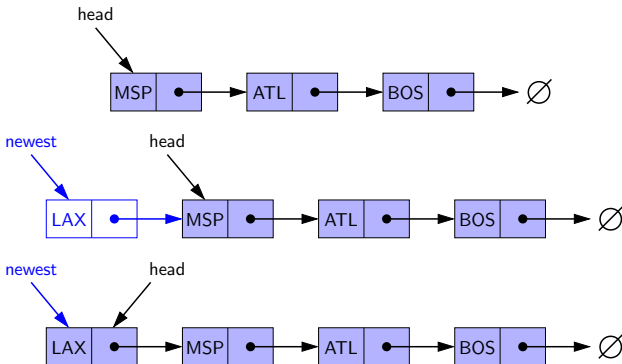 head
MSP ATL BOS ∅
newest head
LAX MSP ATL BOS ∅
newest head
LAX MSP ATL BOS ∅